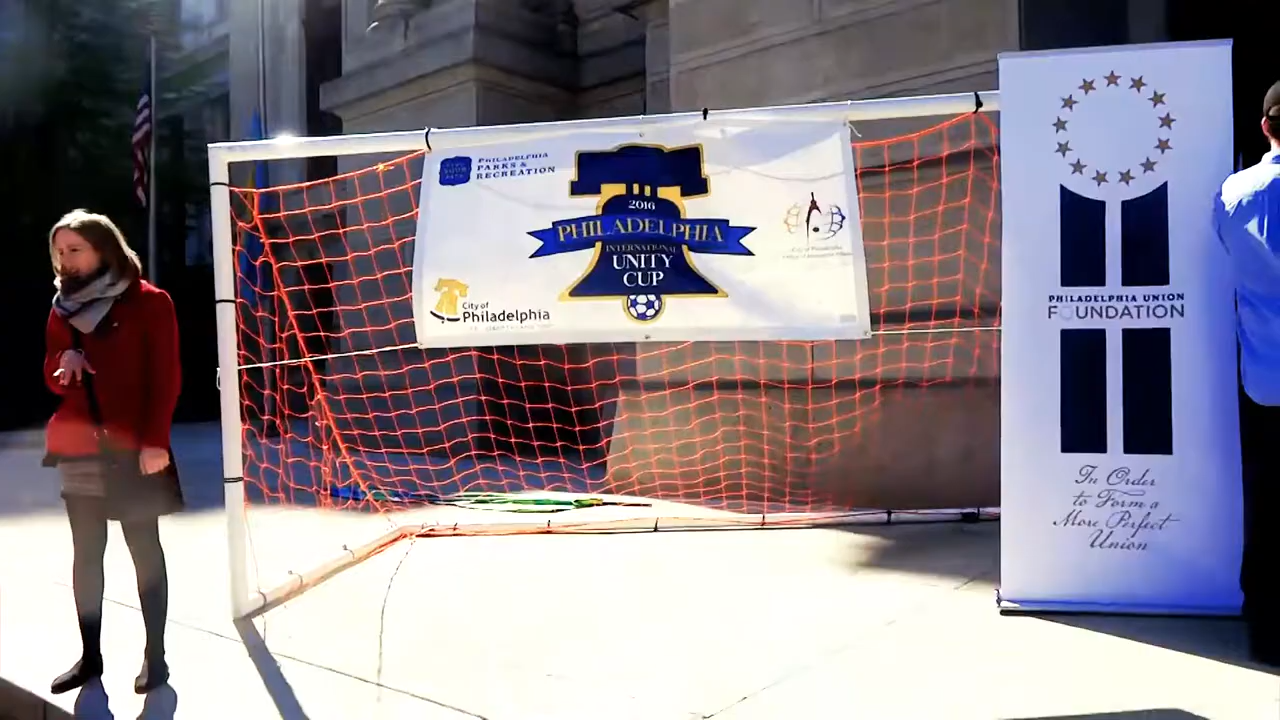 PHILADELPHIA
PARKS &
RECREATION
2016
PHILADELPHIA
INTERNATIONAL
UNITY
CUP
City of
Philadelphia
PHILADELPHIA UNION
FOUNDATION
In Order
to Form a
More Perfect
Union